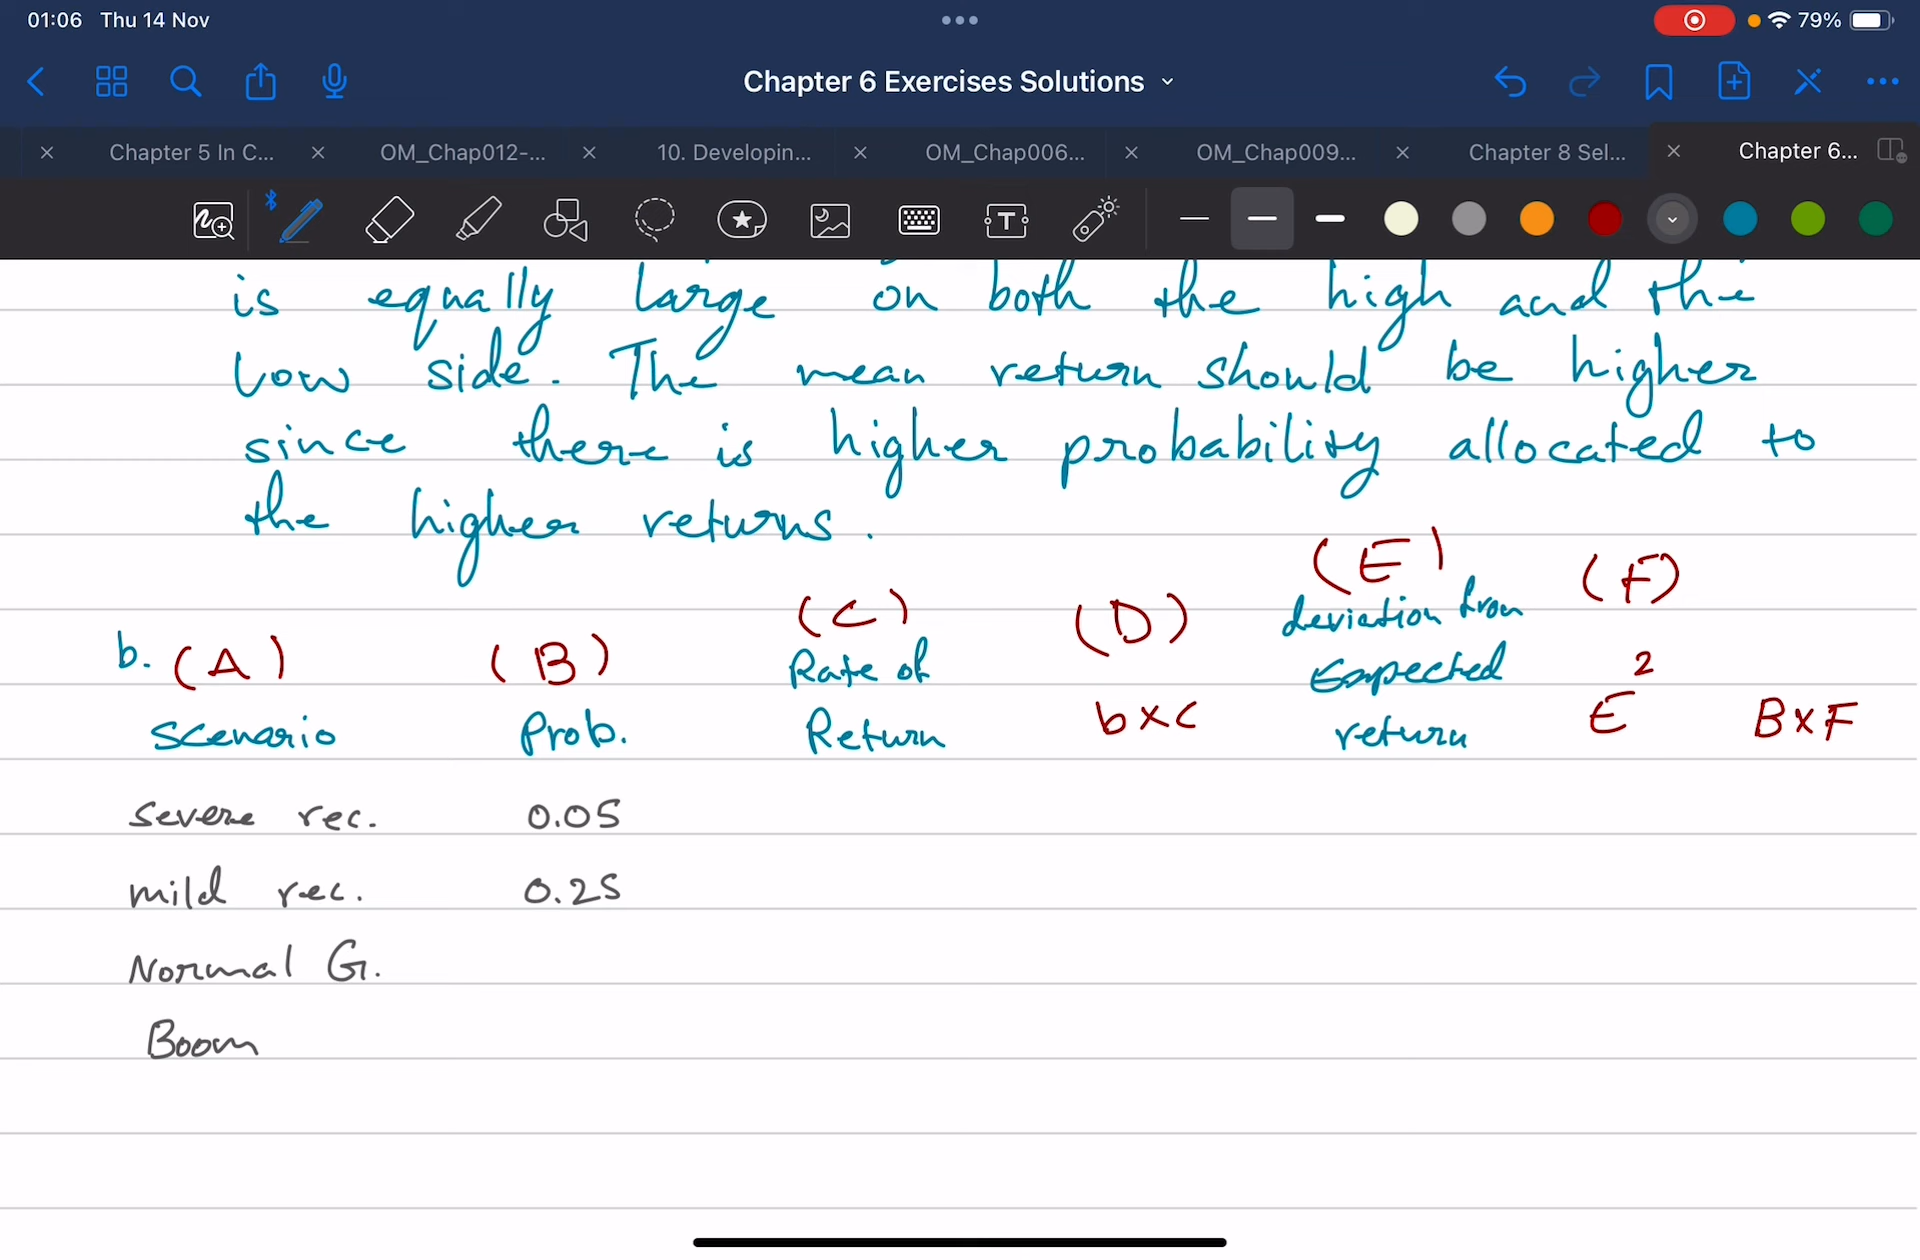 01:06 Thu 14 Nov
79%
Chapter 6 Exercises Solutions
Chapter 5 In C... OM_Chap012-... 10. Developin... OM_Chap006... OM_Chap009... Chapter 8 Sel... Chapter 6...
is equally large on both the high and the
low side. The mean return should be higher
since there is higher probability allocated to
the higher returns.
b. (A) (B) (C) (D) (E) (F)
Scenario Prob. Rate of Return b×C deviation from Expected return E² B×F
Severe rec. 0.05
mild rec. 0.25
Normal G.
Boom